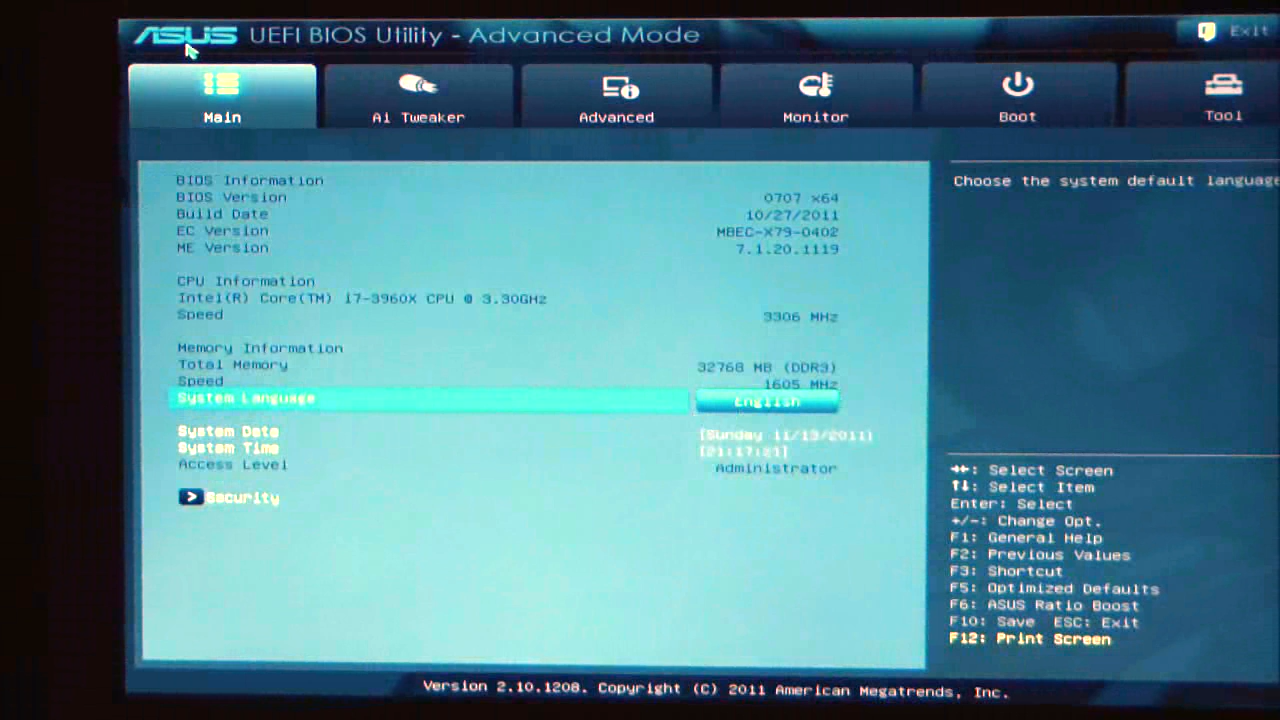 ASUS UEFI BIOS Utility - Advanced Mode
Exit
Main
Ai Tweaker
Advanced
Monitor
Boot
Tool
BIOS Information
BIOS Version 0707 x64
Build Date 10/27/2011
EC Version MBEC-X79-0402
ME Version 7.1.20.1119
CPU Information
Intel(R) Core(TM) i7-3960X CPU @ 3.30GHz
Speed 3306 MHz
Memory Information
Total Memory 32768 MB (DDR3)
Speed 1605 MHz
System Language English
System Date [Sunday 11/13/2011]
System Time [21:17:21]
Access Level Administrator
> Security
Choose the system default language
→←: Select Screen
↑↓: Select Item
Enter: Select
+/-: Change Opt.
F1: General Help
F2: Previous Values
F3: Shortcut
F5: Optimized Defaults
F6: ASUS Ratio Boost
F10: Save ESC: Exit
F12: Print Screen
Version 2.10.1208. Copyright (C) 2011 American Megatrends, Inc.